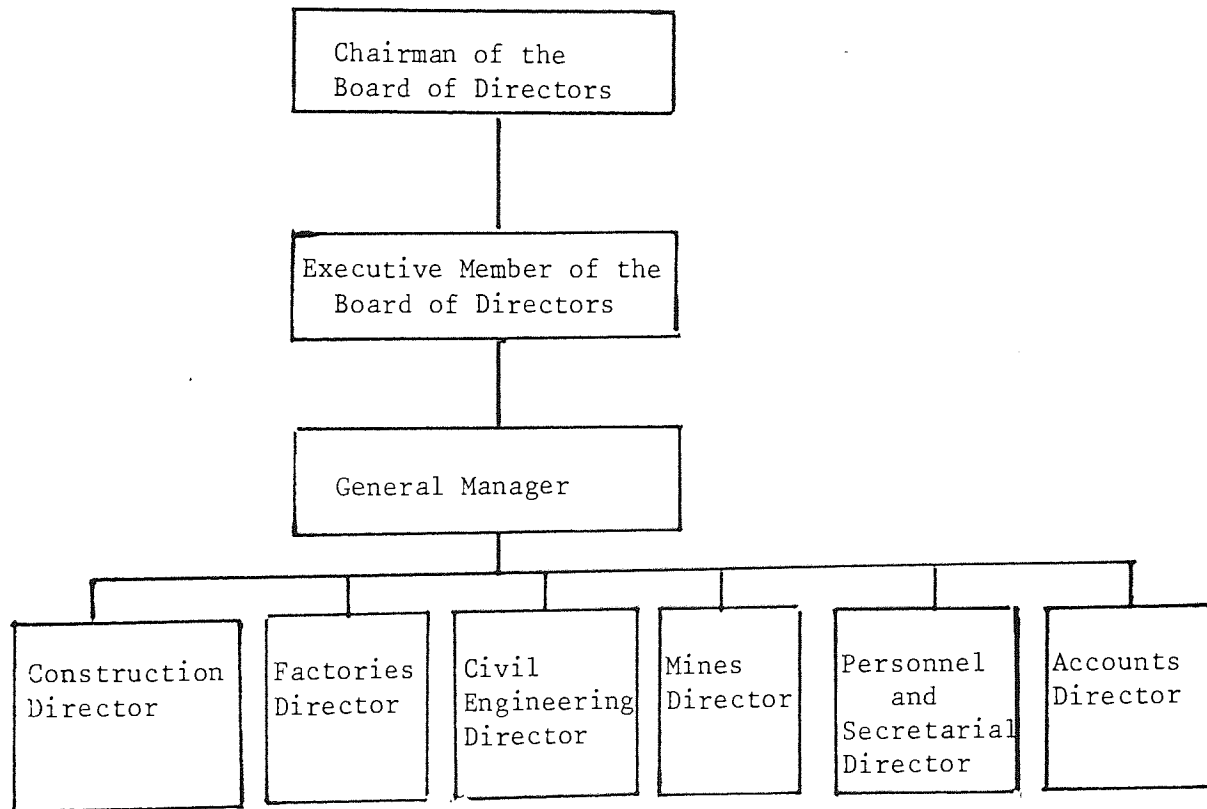 Chairman of the
Board of Directors
Executive Member of the
Board of Directors
General Manager
Construction
Director
Factories
Director
Civil
Engineering
Director
Mines
Director
Personnel
and
Secretarial
Director
Accounts
Director